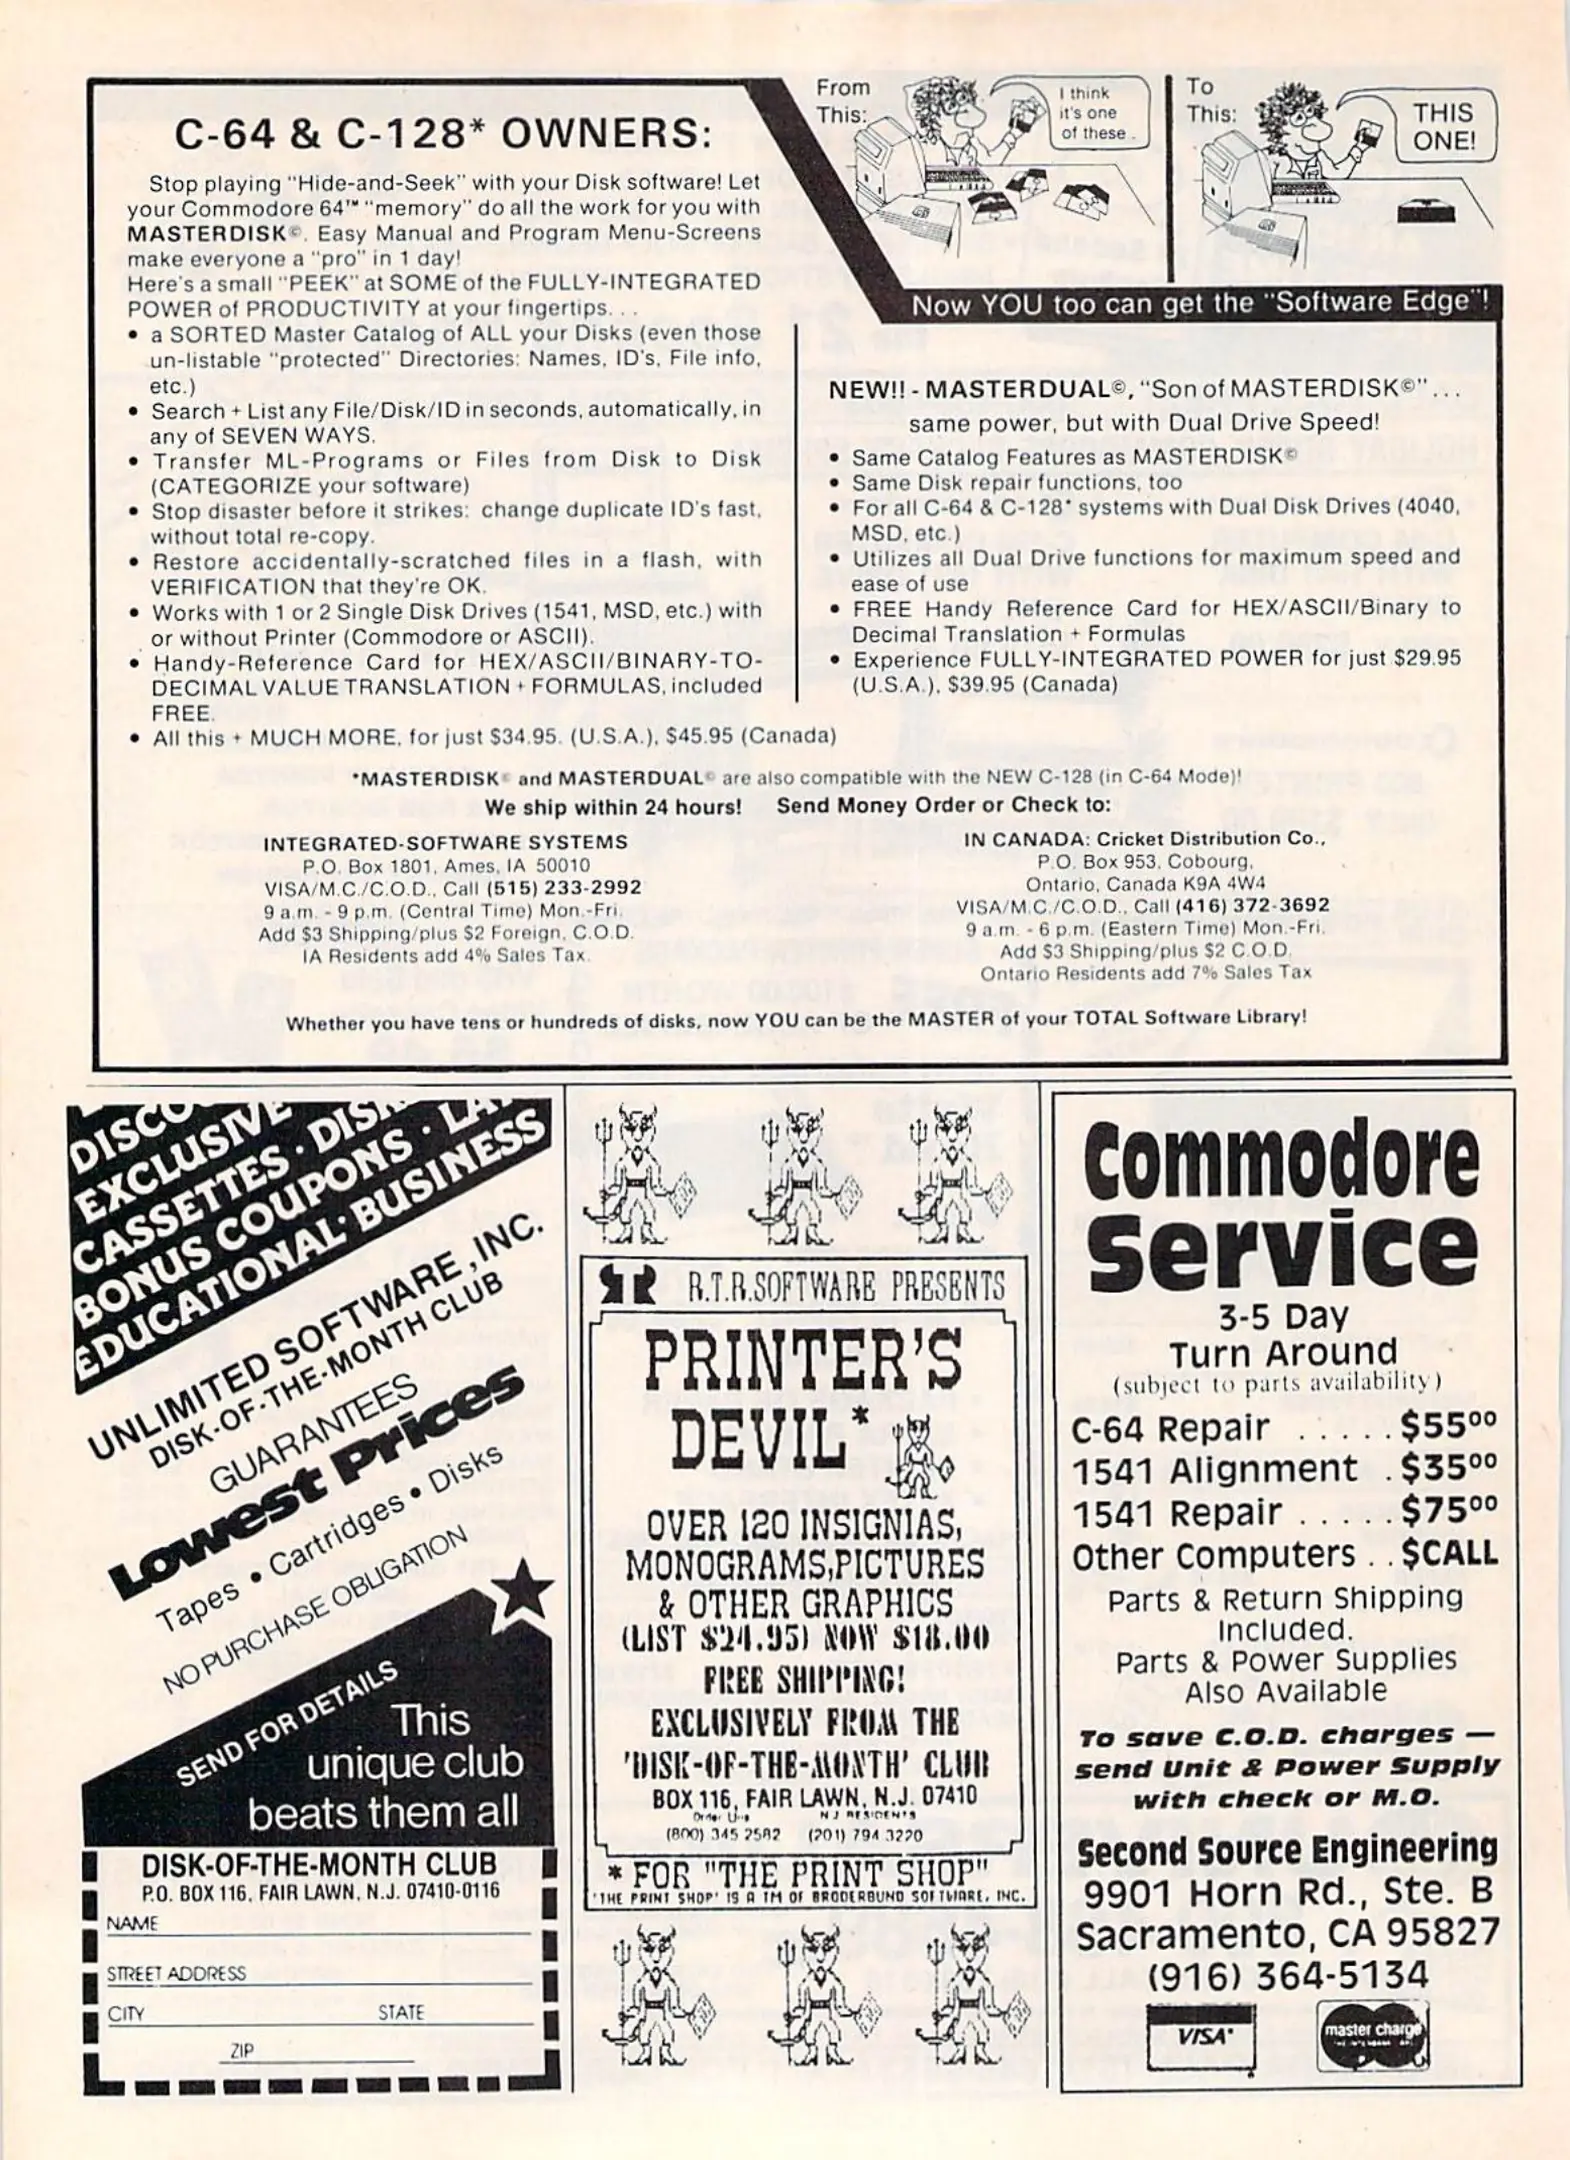 C-64 & C-128* OWNERS:
Stop playing "Hide-and-Seek" with your Disk software! Let
your Commodore 64™ "memory" do all the work for you with
MASTERDISK©. Easy Manual and Program Menu-Screens
make everyone a "pro" in 1 day!
Here's a small "PEEK" at SOME of the FULLY-INTEGRATED
POWER of PRODUCTIVITY at your fingertips...
• a SORTED Master Catalog of ALL your Disks (even those
un-listable "protected" Directories: Names, ID's, File info,
etc.)
• Search + List any File/Disk/ID in seconds, automatically, in
any of SEVEN WAYS.
• Transfer ML-Programs or Files from Disk to Disk
(CATEGORIZE your software)
• Stop disaster before it strikes: change duplicate ID's fast,
without total re-copy.
• Restore accidentally-scratched files in a flash, with
VERIFICATION that they're OK.
• Works with 1 or 2 Single Disk Drives (1541, MSD, etc.) with
or without Printer (Commodore or ASCII).
• Handy-Reference Card for HEX/ASCII/BINARY-TO-
DECIMAL VALUE TRANSLATION + FORMULAS, included
FREE.
• All this + MUCH MORE, for just $34.95. (U.S.A.), $45.95 (Canada)
From
This:
I think
it's one
of these.
To
This:
THIS
ONE!
Now YOU too can get the "Software Edge"!
NEW!! - MASTERDUAL©, "Son of MASTERDISK©" ...
same power, but with Dual Drive Speed!
• Same Catalog Features as MASTERDISK©
• Same Disk repair functions, too
• For all C-64 & C-128* systems with Dual Disk Drives (4040,
MSD, etc.)
• Utilizes all Dual Drive functions for maximum speed and
ease of use
• FREE Handy Reference Card for HEX/ASCII/Binary to
Decimal Translation + Formulas
• Experience FULLY-INTEGRATED POWER for just $29.95
(U.S.A.), $39.95 (Canada)
*MASTERDISK© and MASTERDUAL© are also compatible with the NEW C-128 (in C-64 Mode)!
We ship within 24 hours! Send Money Order or Check to:
INTEGRATED-SOFTWARE SYSTEMS
P.O. Box 1801, Ames, IA 50010
VISA/M.C./C.O.D., Call (515) 233-2992
9 a.m. - 9 p.m. (Central Time) Mon.-Fri.
Add $3 Shipping/plus $2 Foreign, C.O.D.
IA Residents add 4% Sales Tax.
IN CANADA: Cricket Distribution Co.,
P.O. Box 953, Cobourg,
Ontario, Canada K9A 4W4
VISA/M.C./C.O.D., Call (416) 372-3692
9 a.m. - 6 p.m. (Eastern Time) Mon.-Fri.
Add $3 Shipping/plus $2 C.O.D.
Ontario Residents add 7% Sales Tax
Whether you have tens or hundreds of disks, now YOU can be the MASTER of your TOTAL Software Library!
EXCLUSIVE
CASSETTES · DISK
BONUS COUPONS ·
EDUCATIONAL · BUSINESS
UNLIMITED SOFTWARE, INC.
DISK-OF-THE-MONTH CLUB
GUARANTEES
Lowest Prices
Tapes • Cartridges • Disks
NO PURCHASE OBLIGATION
SEND FOR DETAILS
This
unique club
beats them all
DISK-OF-THE-MONTH CLUB
P.O. BOX 116, FAIR LAWN, N.J. 07410-0116
NAME
STREET ADDRESS
CITY STATE
ZIP
R.T.R.SOFTWARE PRESENTS
PRINTER'S
DEVIL*
OVER 120 INSIGNIAS,
MONOGRAMS,PICTURES
& OTHER GRAPHICS
(LIST $24.95) NOW $18.00
FREE SHIPPING!
EXCLUSIVELY FROM THE
'DISK-OF-THE-MONTH' CLUB
BOX 116, FAIR LAWN, N.J. 07410
Order Line N J RESIDENTS
(800) 345 2582 (201) 794 3220
* FOR "THE PRINT SHOP"
'THE PRINT SHOP' IS A TM OF BRODERBUND SOFTWARE, INC.
Commodore
Service
3-5 Day
Turn Around
(subject to parts availability)
C-64 Repair ..... $55⁰⁰
1541 Alignment . $35⁰⁰
1541 Repair ..... $75⁰⁰
Other Computers .. $CALL
Parts & Return Shipping
Included.
Parts & Power Supplies
Also Available
To save C.O.D. charges —
send Unit & Power Supply
with check or M.O.
Second Source Engineering
9901 Horn Rd., Ste. B
Sacramento, CA 95827
(916) 364-5134
VISA
master charge